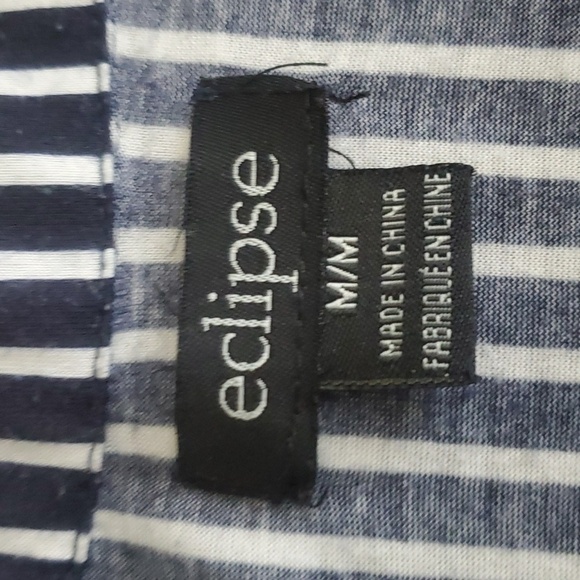 eclipse
M/M
MADE IN CHINA
FABRIQUÉ EN CHINE